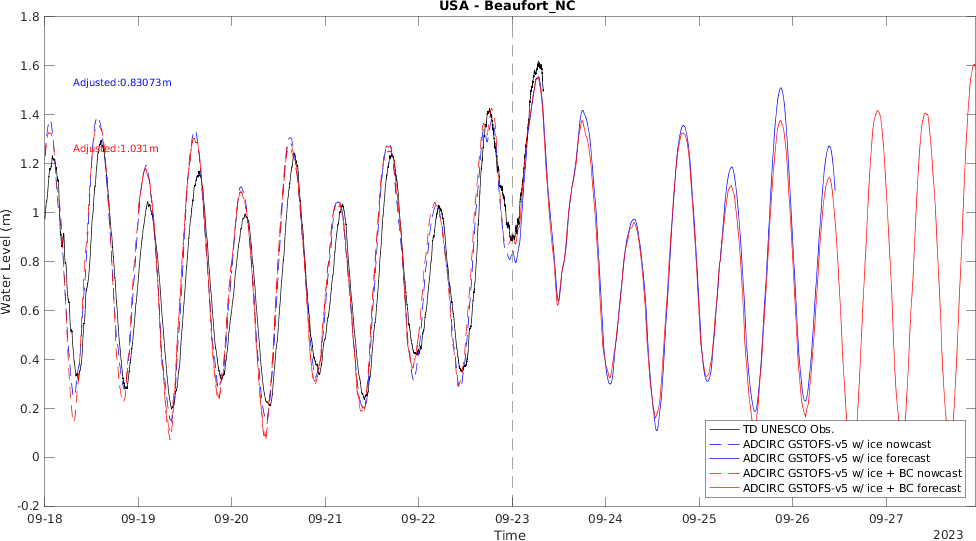 USA - Beaufort_NC
Water Level (m)
1.8
1.6
1.4
1.2
1
0.8
0.6
0.4
0.2
0
-0.2
Adjusted:0.83073m
Adjusted:1.031m
TD UNESCO Obs.
ADCIRC GSTOFS-v5 w/ ice nowcast
ADCIRC GSTOFS-v5 w/ ice forecast
ADCIRC GSTOFS-v5 w/ ice + BC nowcast
ADCIRC GSTOFS-v5 w/ ice + BC forecast
09-18 09-19 09-20 09-21 09-22 09-23 09-24 09-25 09-26 09-27
Time
2023